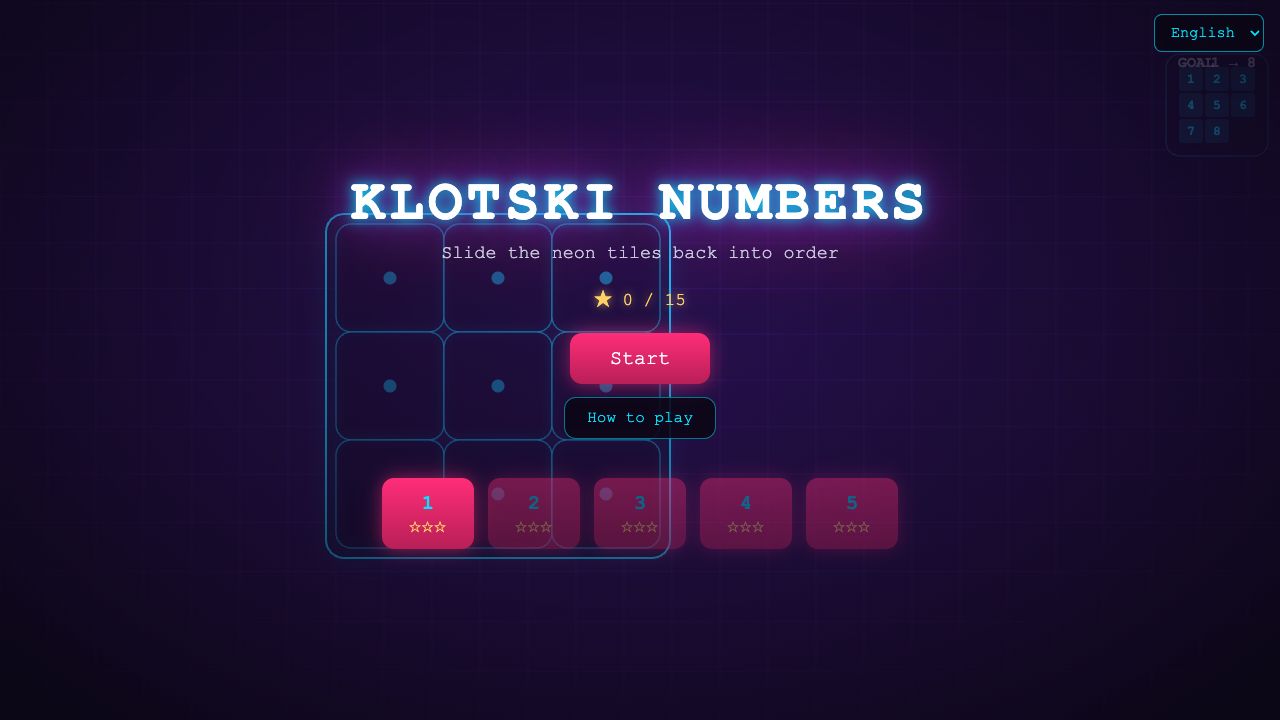 English
GOAL1 → 8
1 2 3
4 5 6
7 8
KLOTSKI NUMBERS
Slide the neon tiles back into order
★ 0 / 15
Start
How to play
1 2 3 4 5
☆☆☆ ☆☆☆ ☆☆☆ ☆☆☆ ☆☆☆